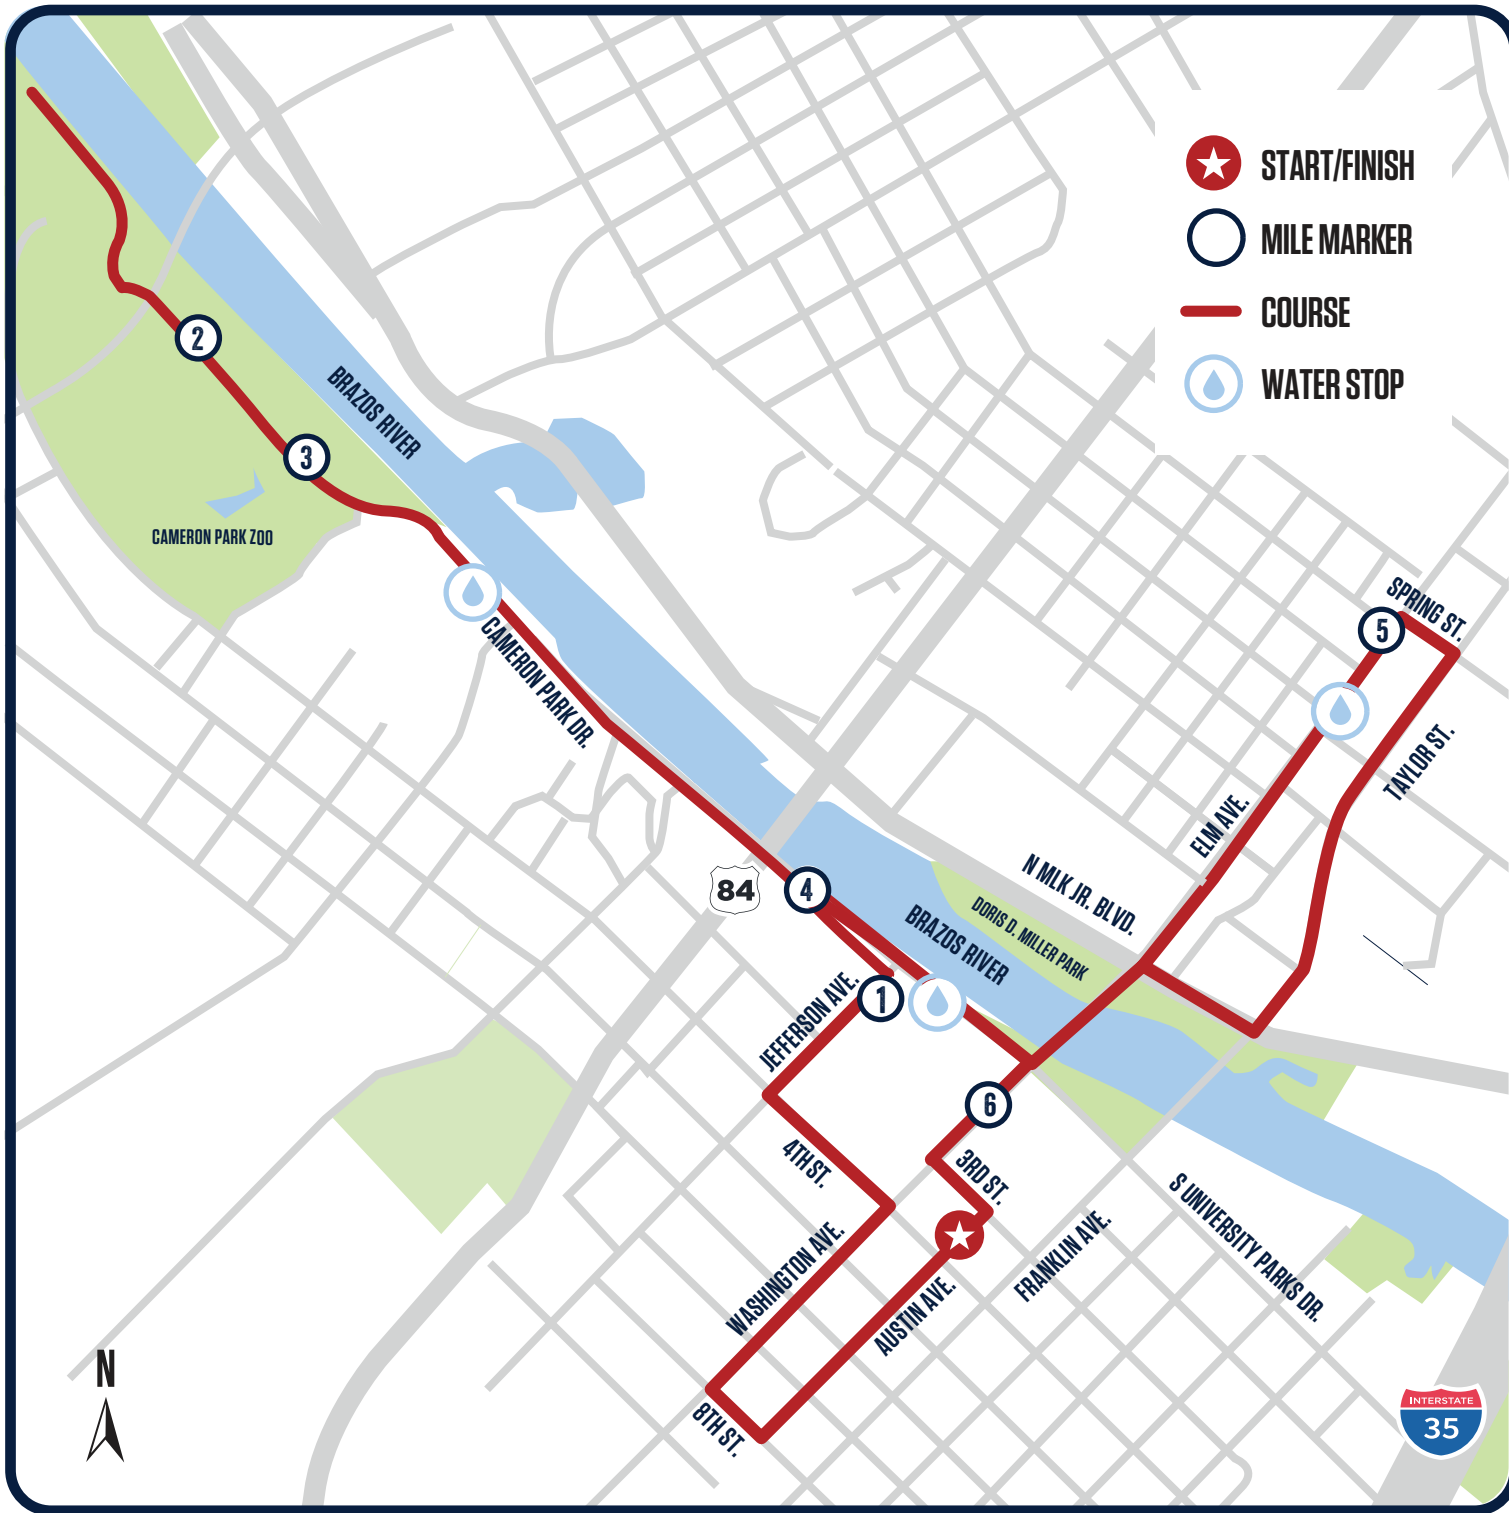 START/FINISH
MILE MARKER
COURSE
WATER STOP
2
BRAZOS RIVER
3
CAMERON PARK ZOO
SPRING ST.
5
CAMERON PARK DR.
TAYLOR ST.
ELM AVE.
N MLK JR. BLVD.
84
4
DORIS D. MILLER PARK
BRAZOS RIVER
JEFFERSON AVE.
1
6
4TH ST.
3RD ST.
WASHINGTON AVE.
FRANKLIN AVE.
S UNIVERSITY PARKS DR.
AUSTIN AVE.
8TH ST.
N
INTERSTATE
35